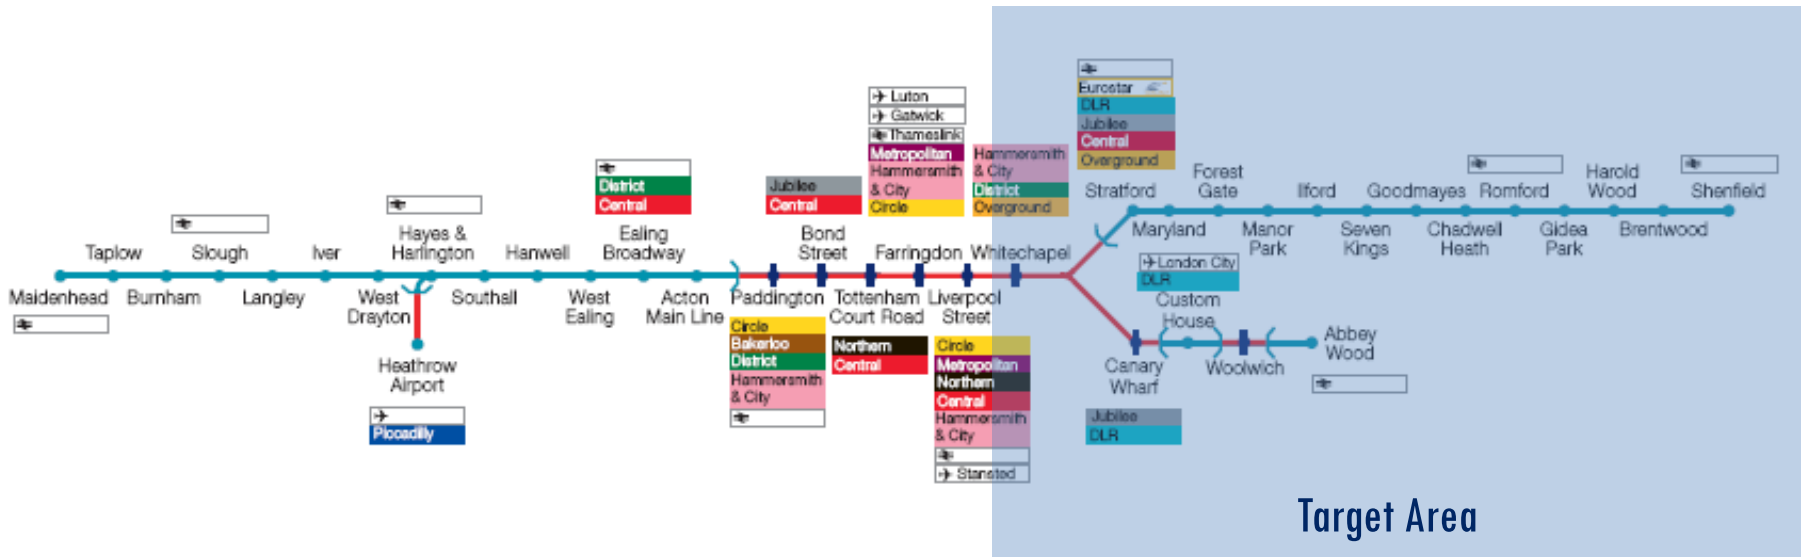 Luton
Gatwick
Thameslink
Metropolitan
Hammersmith
& City
Circle
Hammersmith
& City
District
Overground
Eurostar
DLR
Jubilee
Central
Overground
District
Central
Jubilee
Central
Stratford
Forest
Gate
Ilford
Goodmayes
Romford
Harold
Wood
Shenfield
Maryland
Manor
Park
Seven
Kings
Chadwell
Heath
Gidea
Park
Brentwood
Taplow
Slough
Iver
Hayes &
Harlington
Hanwell
Ealing
Broadway
Bond
Street
Farringdon
Whitechapel
Maidenhead
Burnham
Langley
West
Drayton
Southall
West
Ealing
Acton
Main Line
Paddington
Tottenham
Court Road
Liverpool
Street
London City
DLR
Custom
House
Heathrow
Airport
Piccadilly
Circle
Bakerloo
District
Hammersmith
& City
Northern
Central
Circle
Metropolitan
Northern
Central
Hammersmith
& City
Stansted
Canary
Wharf
Jubilee
DLR
Woolwich
Abbey
Wood
Target Area